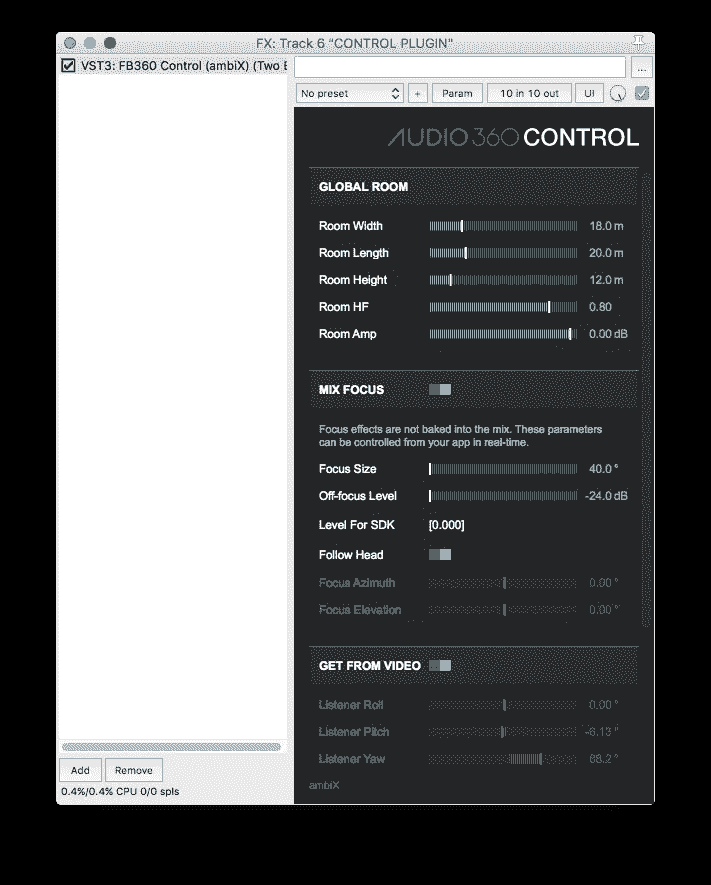 FX: Track 6 "CONTROL PLUGIN"
VST3: FB360 Control (ambiX) (Two B
...
No preset
+
Param
10 in 10 out
UI
AUDIO 360 CONTROL
GLOBAL ROOM
Room Width 18.0 m
Room Length 20.0 m
Room Height 12.0 m
Room HF 0.80
Room Amp 0.00 dB
MIX FOCUS
Focus effects are not baked into the mix. These parameters
can be controlled from your app in real-time.
Focus Size 40.0 °
Off-focus Level -24.0 dB
Level For SDK [0.000]
Follow Head
Focus Azimuth 0.00 °
Focus Elevation 0.00 °
GET FROM VIDEO
Listener Roll 0.00 °
Listener Pitch -6.13 °
Listener Yaw 68.2 °
ambiX
Add
Remove
0.4%/0.4% CPU 0/0 spls